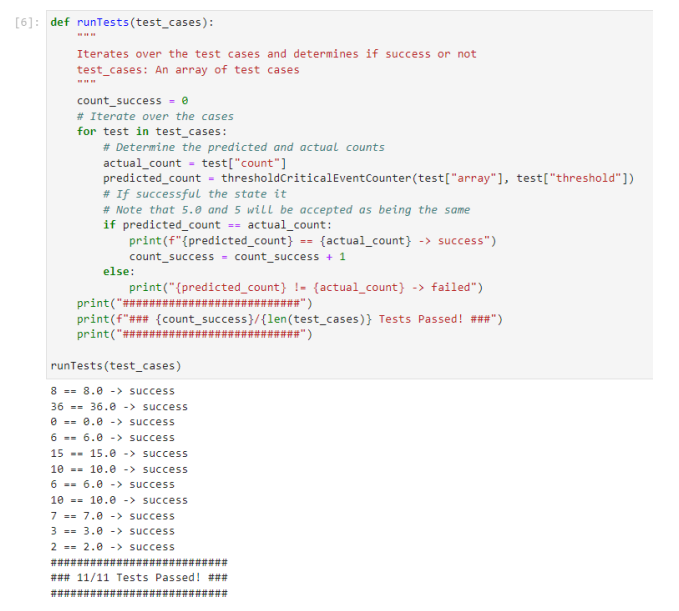 [6]: def runTests(test_cases):
"""
Iterates over the test cases and determines if success or not
test_cases: An array of test cases
"""
count_success = 0
# Iterate over the cases
for test in test_cases:
# Determine the predicted and actual counts
actual_count = test["count"]
predicted_count = thresholdCriticalEventCounter(test["array"], test["threshold"])
# If successful the state it
# Note that 5.0 and 5 will be accepted as being the same
if predicted_count == actual_count:
print(f"{predicted_count} == {actual_count} -> success")
count_success = count_success + 1
else:
print("{predicted_count} != {actual_count} -> failed")
print("###########################")
print(f"### {count_success}/{len(test_cases)} Tests Passed! ###")
print("###########################")
runTests(test_cases)
8 == 8.0 -> success
36 == 36.0 -> success
0 == 0.0 -> success
6 == 6.0 -> success
15 == 15.0 -> success
10 == 10.0 -> success
6 == 6.0 -> success
10 == 10.0 -> success
7 == 7.0 -> success
3 == 3.0 -> success
2 == 2.0 -> success
###########################
### 11/11 Tests Passed! ###
###########################